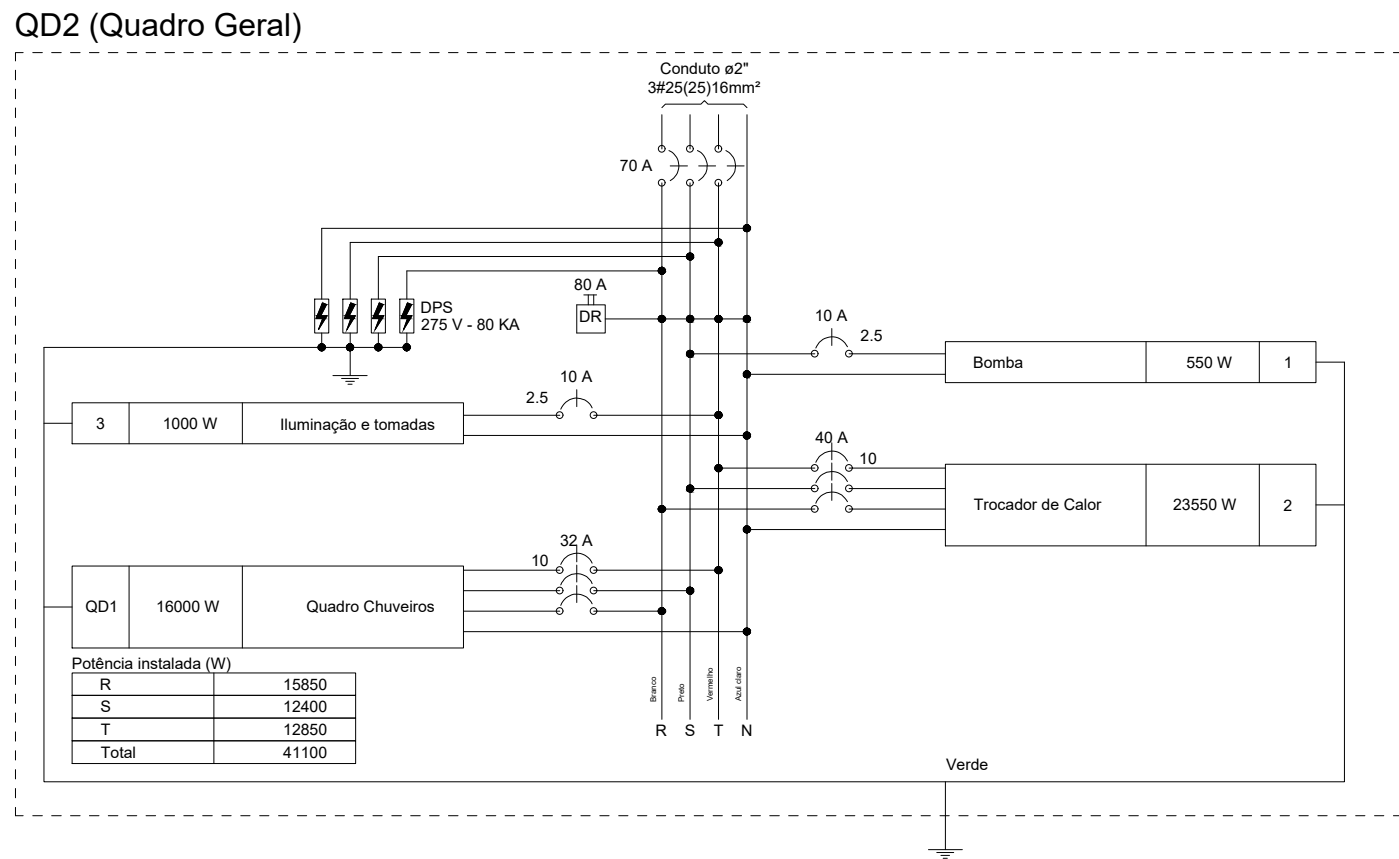 QD2 (Quadro Geral)
Conduto ø2"
3#25(25)16mm²
70 A
80 A
DR
DPS
275 V - 80 KA
10 A
2.5
Bomba 550 W 1
10 A
2.5
3 1000 W Iluminação e tomadas
40 A
10
Trocador de Calor 23550 W 2
32 A
10
QD1 16000 W Quadro Chuveiros
Potência instalada (W)
R 15850
S 12400
T 12850
Total 41100
Branco
Preto
Vermelho
Azul claro
R S T N
Verde